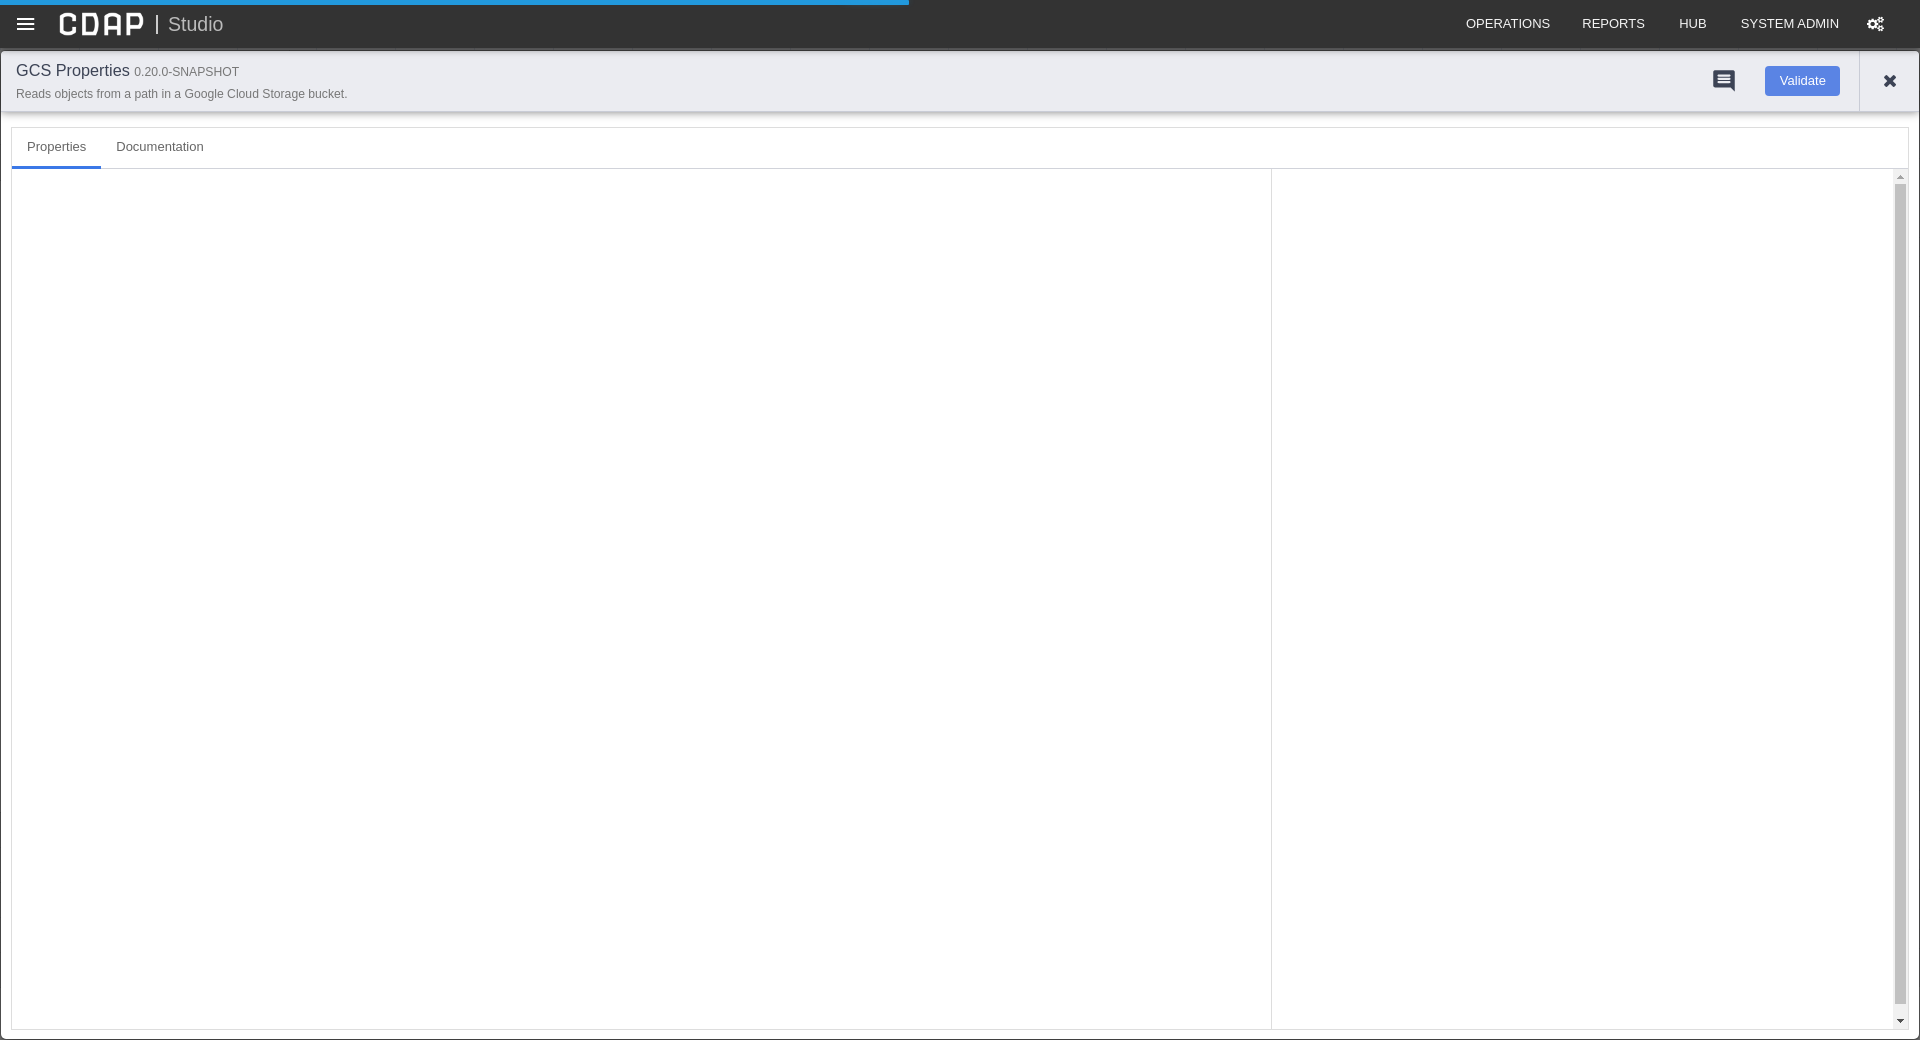 CDAP | Studio
OPERATIONS REPORTS HUB SYSTEM ADMIN
GCS Properties 0.20.0-SNAPSHOT
Reads objects from a path in a Google Cloud Storage bucket.
Validate
Properties Documentation